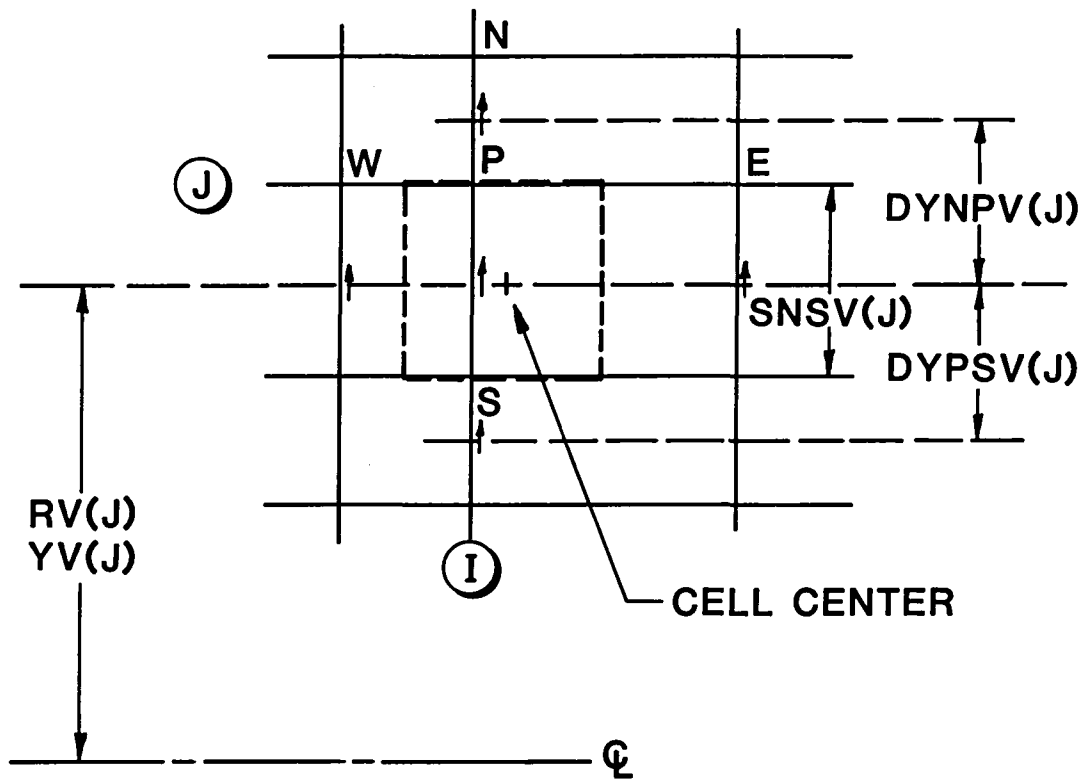 N
W
P
E
J
DYNPV(J)
SNSV(J)
DYPSV(J)
S
RV(J)
YV(J)
I
CELL CENTER
℄